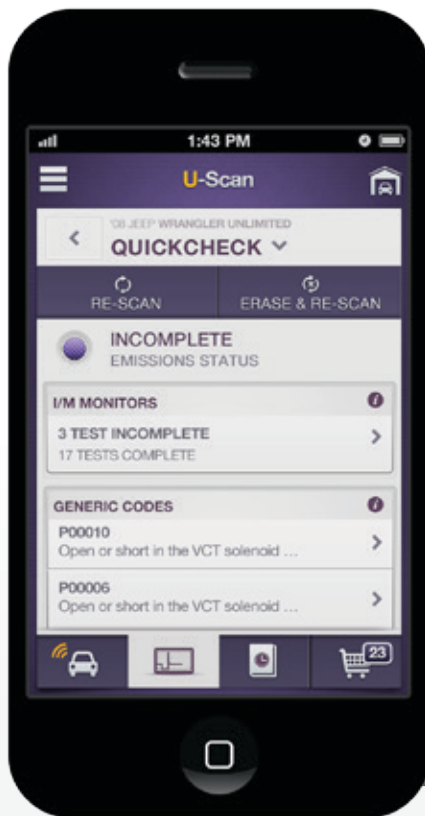 1:43 PM
U-Scan
'08 JEEP WRANGLER UNLIMITED
QUICKCHECK
RE-SCAN
ERASE & RE-SCAN
INCOMPLETE
EMISSIONS STATUS
I/M MONITORS
3 TEST INCOMPLETE
17 TESTS COMPLETE
GENERIC CODES
P00010
Open or short in the VCT solenoid ...
P00006
Open or short in the VCT solenoid ...
23